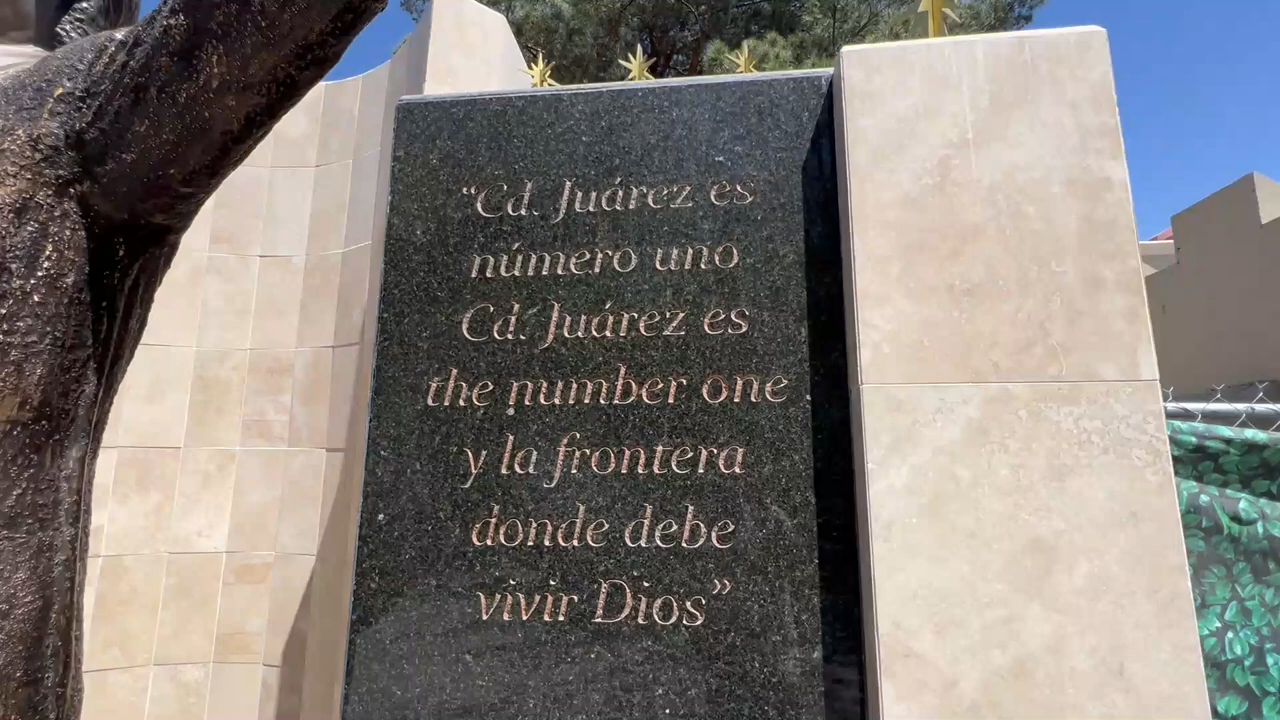 “Cd. Juárez es
número uno
Cd. Juárez es
the number one
y la frontera
donde debe
vivir Dios”